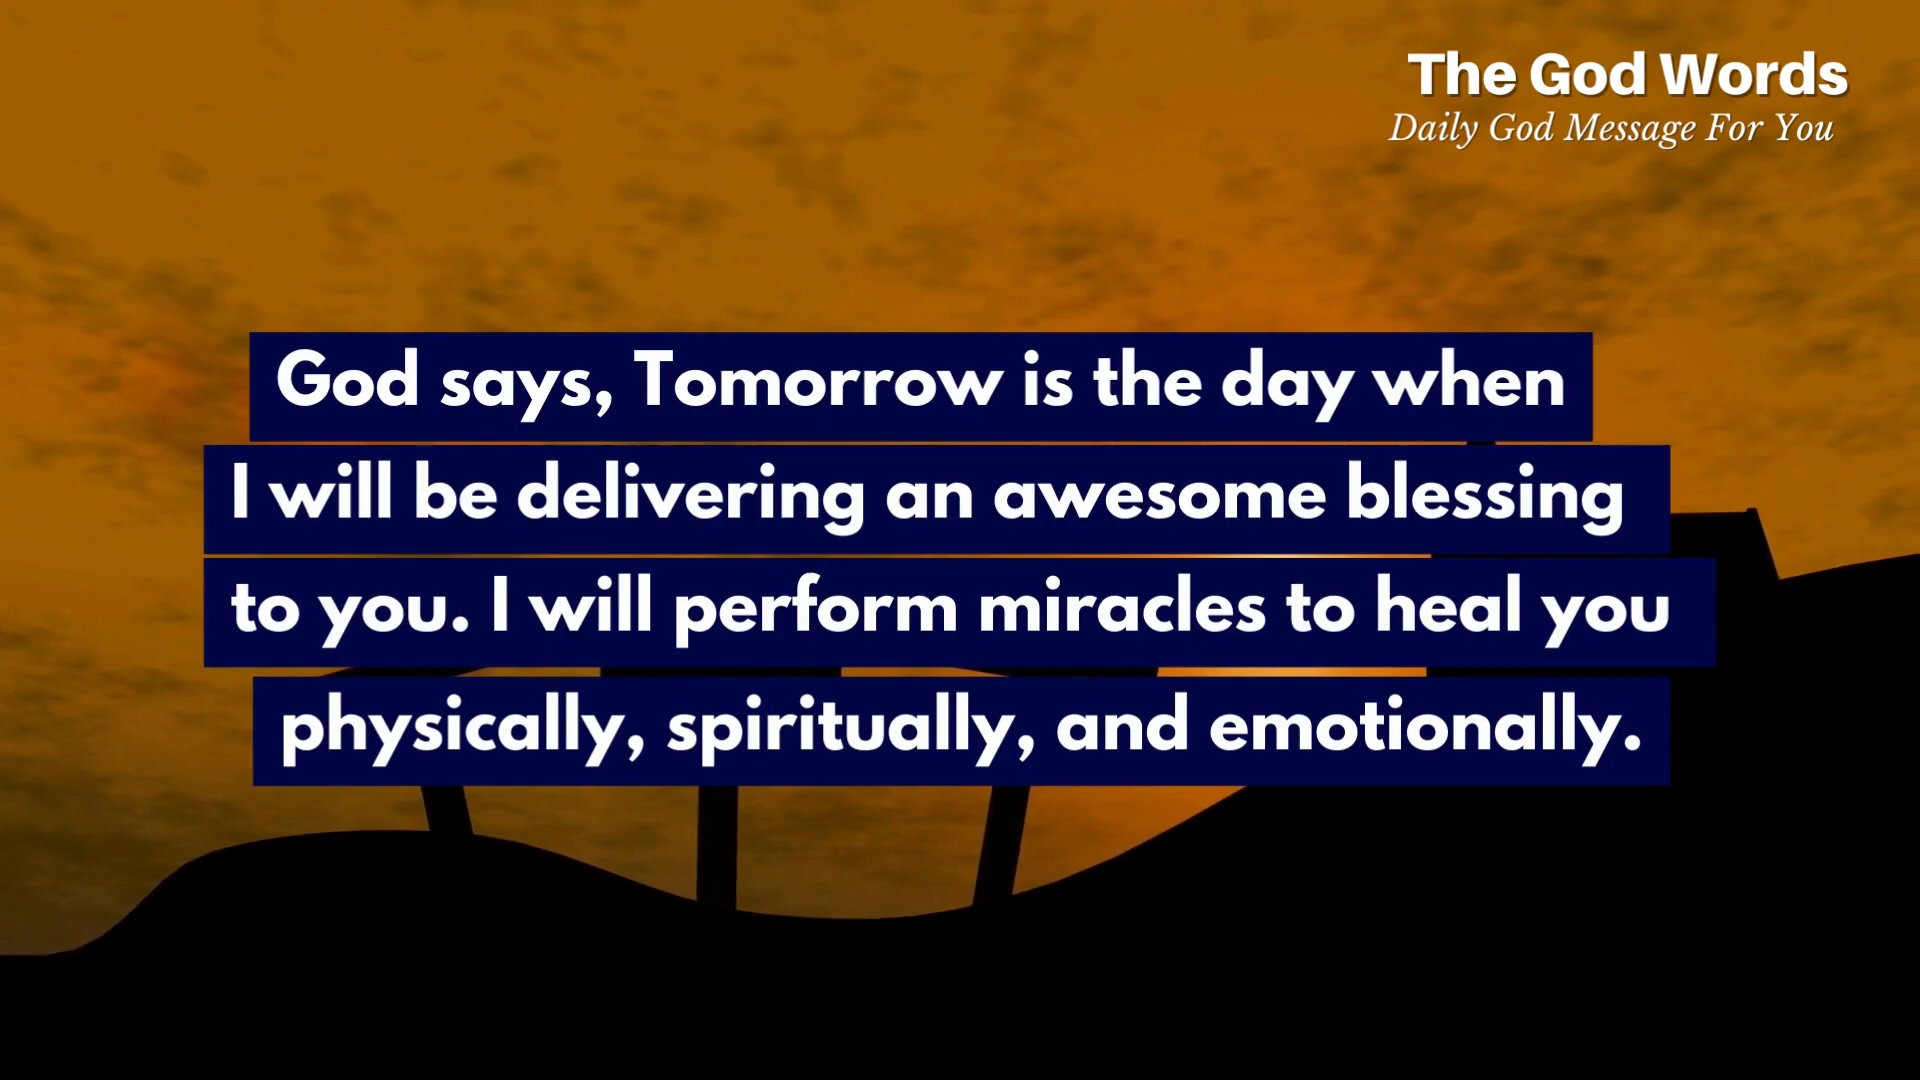 The God Words
Daily God Message For You
God says, Tomorrow is the day when
I will be delivering an awesome blessing
to you. I will perform miracles to heal you
physically, spiritually, and emotionally.